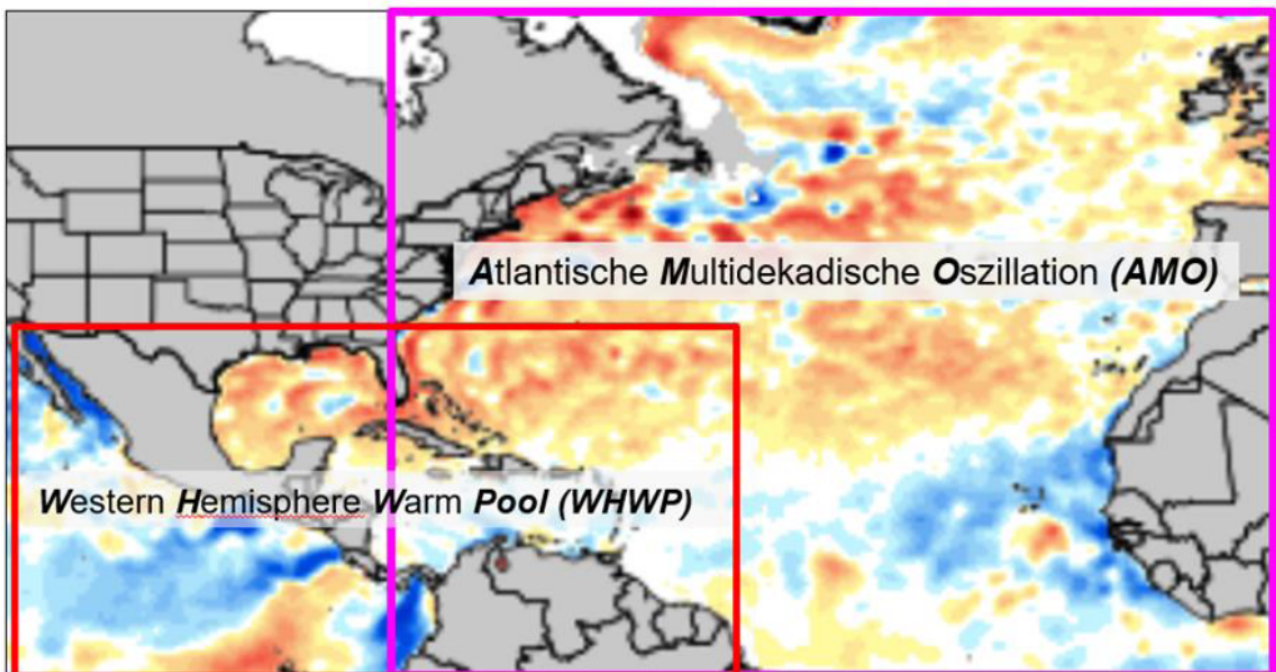 Atlantische Multidekadische Oszillation (AMO)
Western Hemisphere Warm Pool (WHWP)